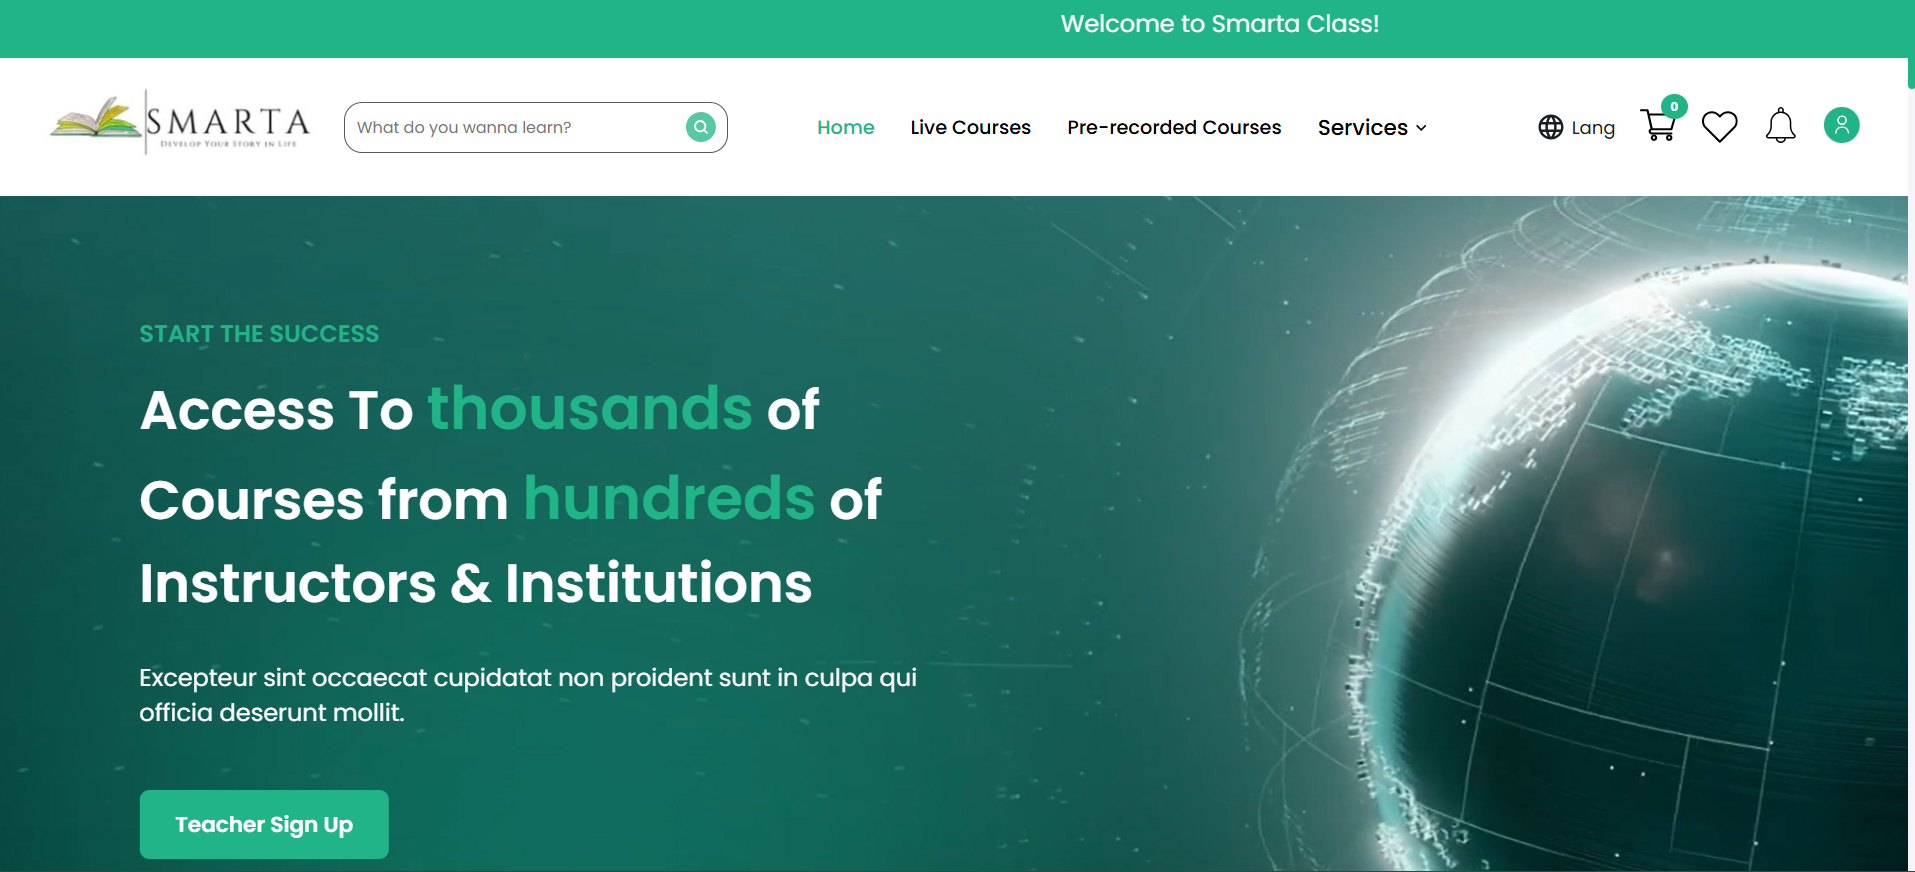 Welcome to Smarta Class!
SMARTA
DEVELOP YOUR STORY IN LIFE
What do you wanna learn?
Home
Live Courses
Pre-recorded Courses
Services
Lang
0
START THE SUCCESS
Access To thousands of
Courses from hundreds of
Instructors & Institutions
Excepteur sint occaecat cupidatat non proident sunt in culpa qui
officia deserunt mollit.
Teacher Sign Up